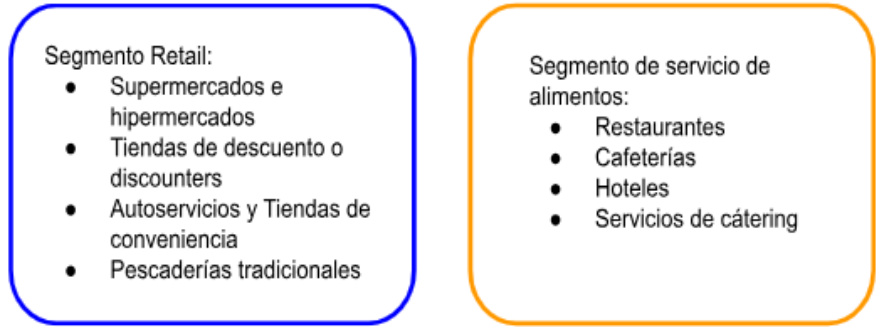 Segmento Retail:
● Supermercados e
hipermercados
● Tiendas de descuento o
discounters
● Autoservicios y Tiendas de
conveniencia
● Pescaderías tradicionales
Segmento de servicio de
alimentos:
● Restaurantes
● Cafeterías
● Hoteles
● Servicios de cátering